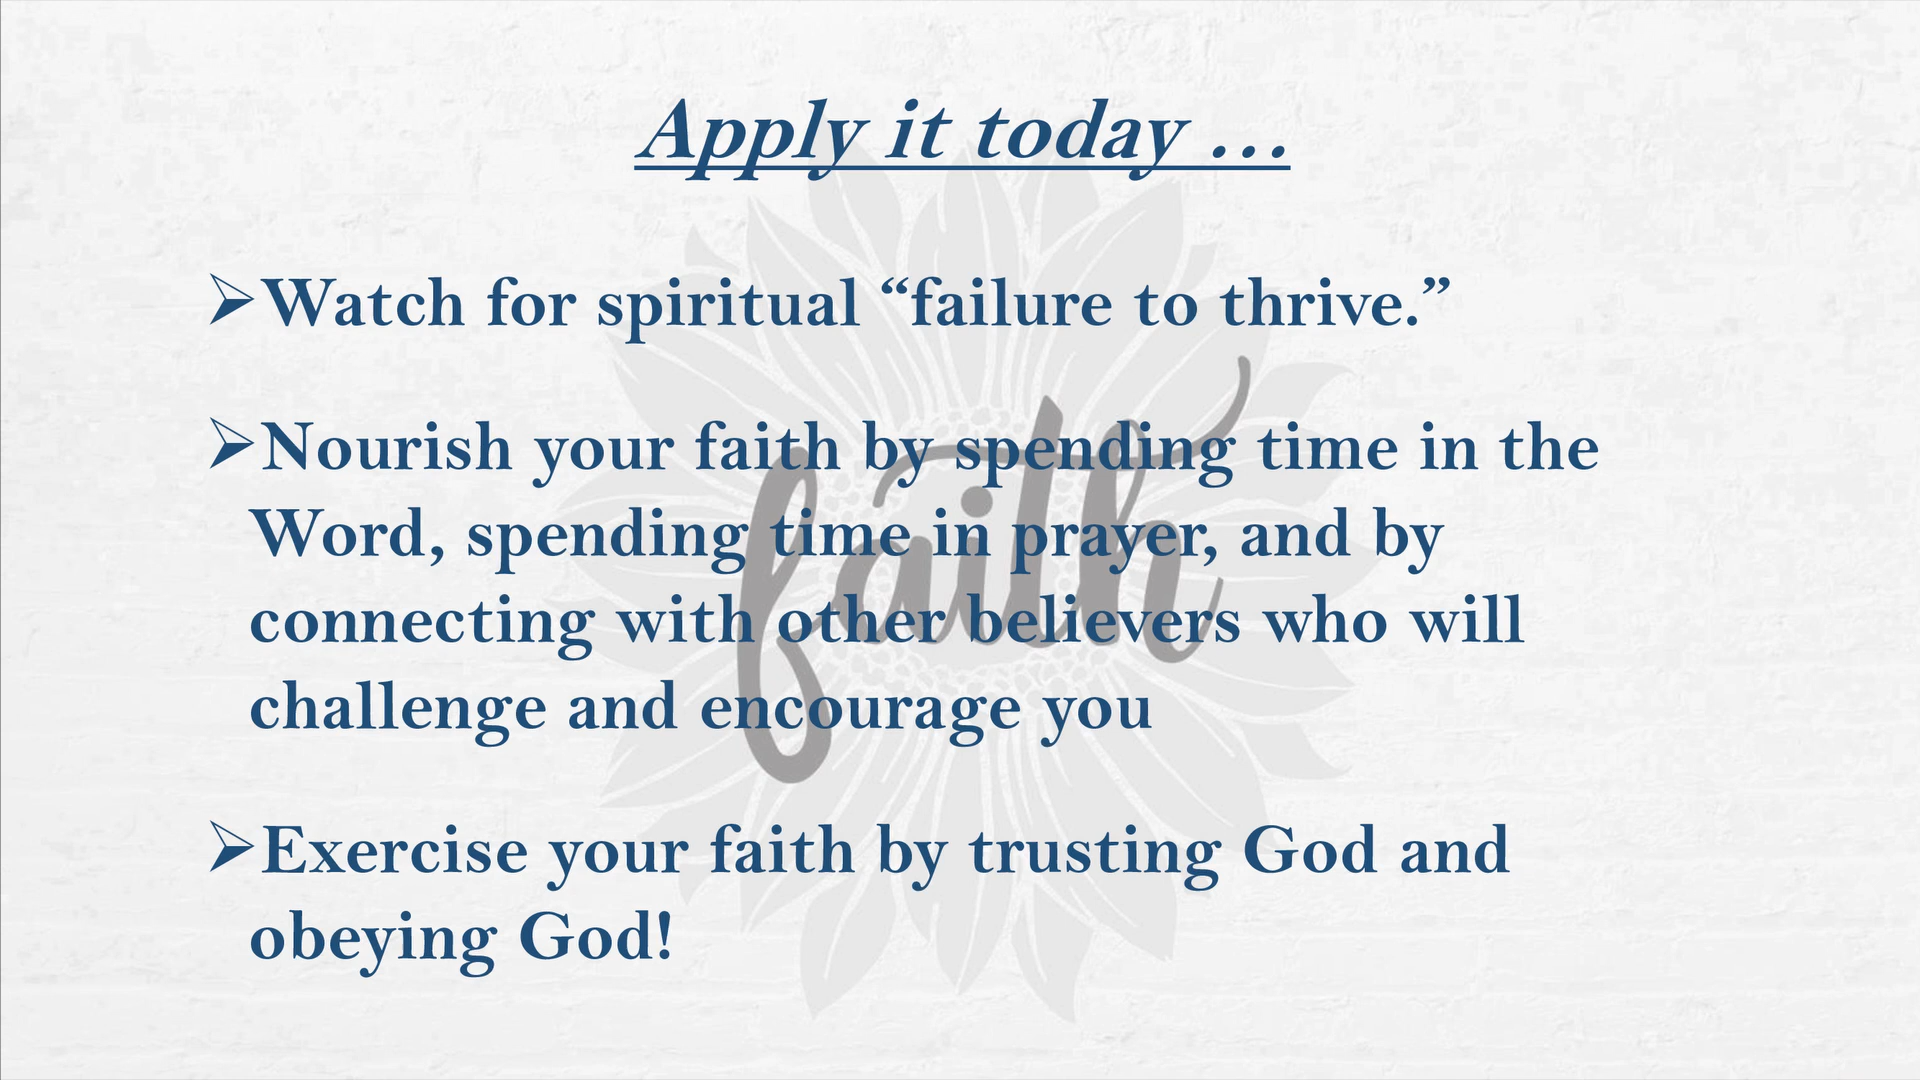 Apply it today …
➢Watch for spiritual “failure to thrive.”
➢Nourish your faith by spending time in the
Word, spending time in prayer, and by
connecting with other believers who will
challenge and encourage you
➢Exercise your faith by trusting God and
obeying God!
faith